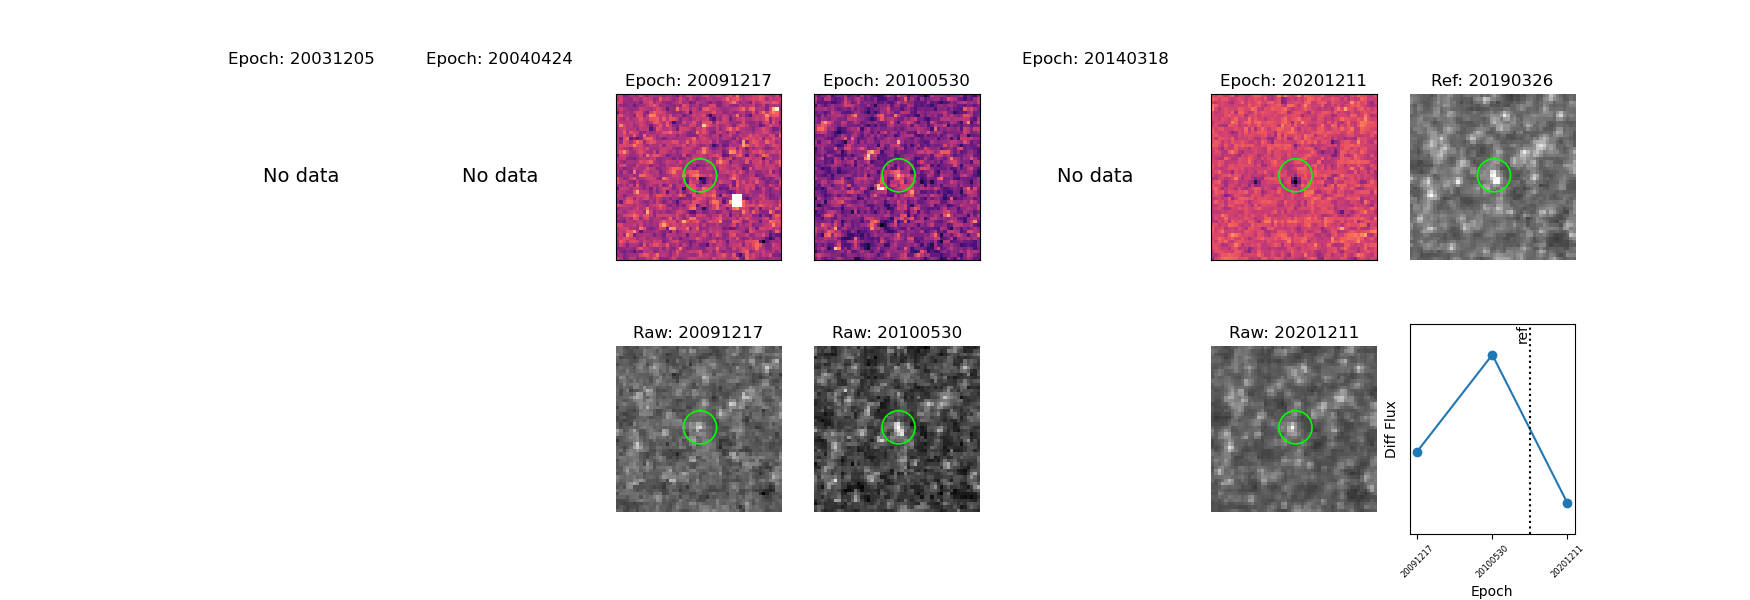 Epoch: 20031205
Epoch: 20040424
Epoch: 20140318
Epoch: 20091217
Epoch: 20100530
Epoch: 20201211
Ref: 20190326
No data
No data
No data
Raw: 20091217
Raw: 20100530
Raw: 20201211
ref
Diff Flux
20091217
20100530
20201211
Epoch